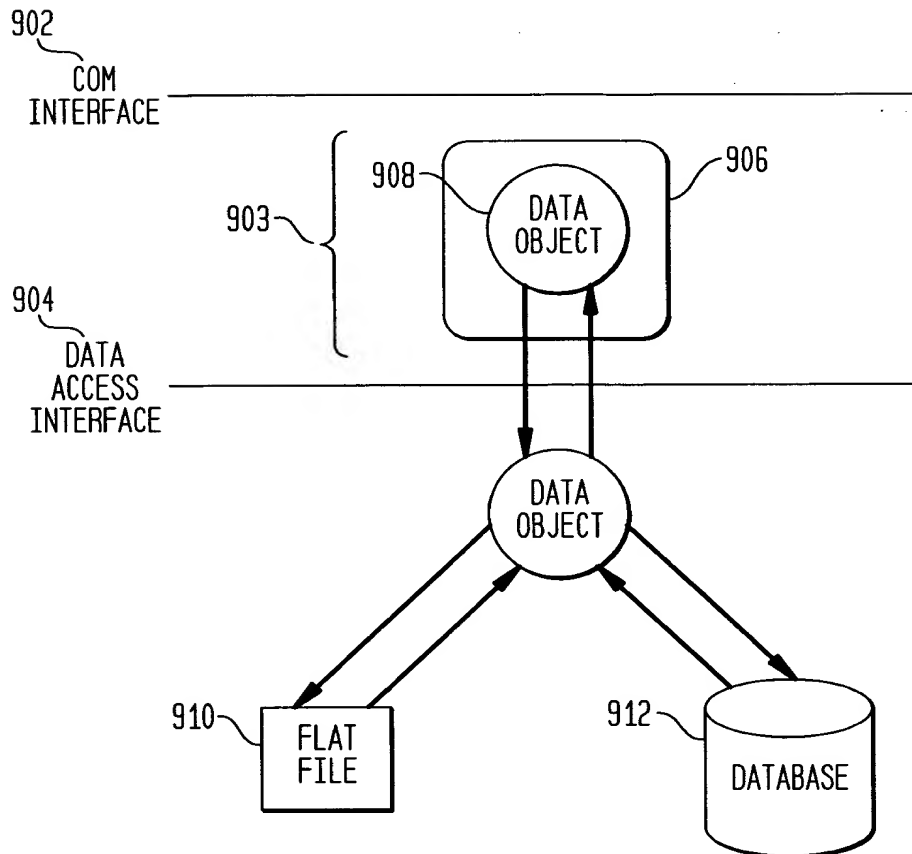 902
COM
INTERFACE
908
906
DATA
OBJECT
903
904
DATA
ACCESS
INTERFACE
DATA
OBJECT
910
FLAT
FILE
912
DATABASE